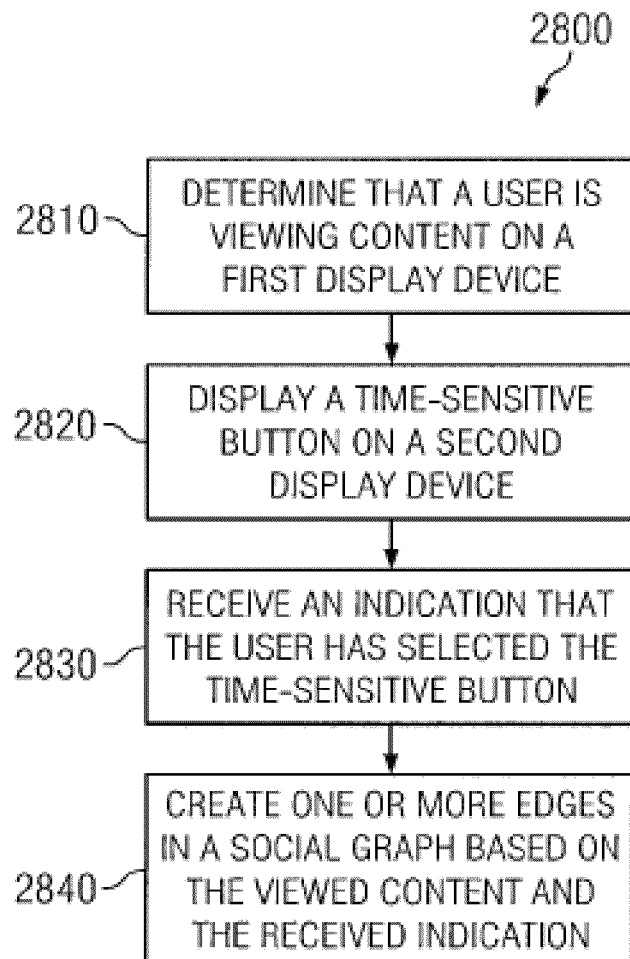 2800
2810
DETERMINE THAT A USER IS
VIEWING CONTENT ON A
FIRST DISPLAY DEVICE
2820
DISPLAY A TIME-SENSITIVE
BUTTON ON A SECOND
DISPLAY DEVICE
2830
RECEIVE AN INDICATION THAT
THE USER HAS SELECTED THE
TIME-SENSITIVE BUTTON
2840
CREATE ONE OR MORE EDGES
IN A SOCIAL GRAPH BASED ON
THE VIEWED CONTENT AND
THE RECEIVED INDICATION